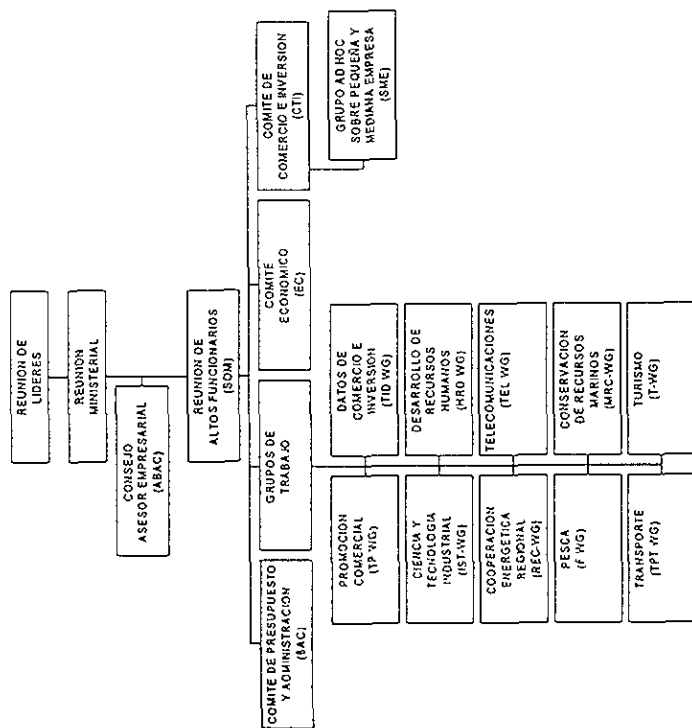 REUNION DE
LIDERES
REUNION
MINISTERIAL
CONSEJO
ASESOR EMPRESARIAL
(ABAC)
REUNION DE
ALTOS FUNCIONARIOS
(SOM)
COMITE DE PRESUPUESTO
Y ADMINISTRACION
(BAC)
GRUPOS DE
TRABAJO
COMITE
ECONOMICO
(EC)
COMITE DE
COMERCIO E INVERSION
(CTI)
GRUPO AD HOC
SOBRE PEQUEÑA Y
MEDIANA EMPRESA
(SME)
PROMOCION
COMERCIAL
(TP WG)
DATOS DE
COMERCIO E
INVERSION
(TID WG)
CIENCIA Y
TECNOLOGIA
INDUSTRIAL
(IST-WG)
DESARROLLO DE
RECURSOS
HUMANOS
(HRD WG)
COOPERACION
ENERGETICA
REGIONAL
(REC-WG)
TELECOMUNICACIONES
(TEL WG)
PESCA
(F WG)
CONSERVACION
DE RECURSOS
MARINOS
(MRC-WG)
TRANSPORTE
(TPT WG)
TURISMO
(T-WG)